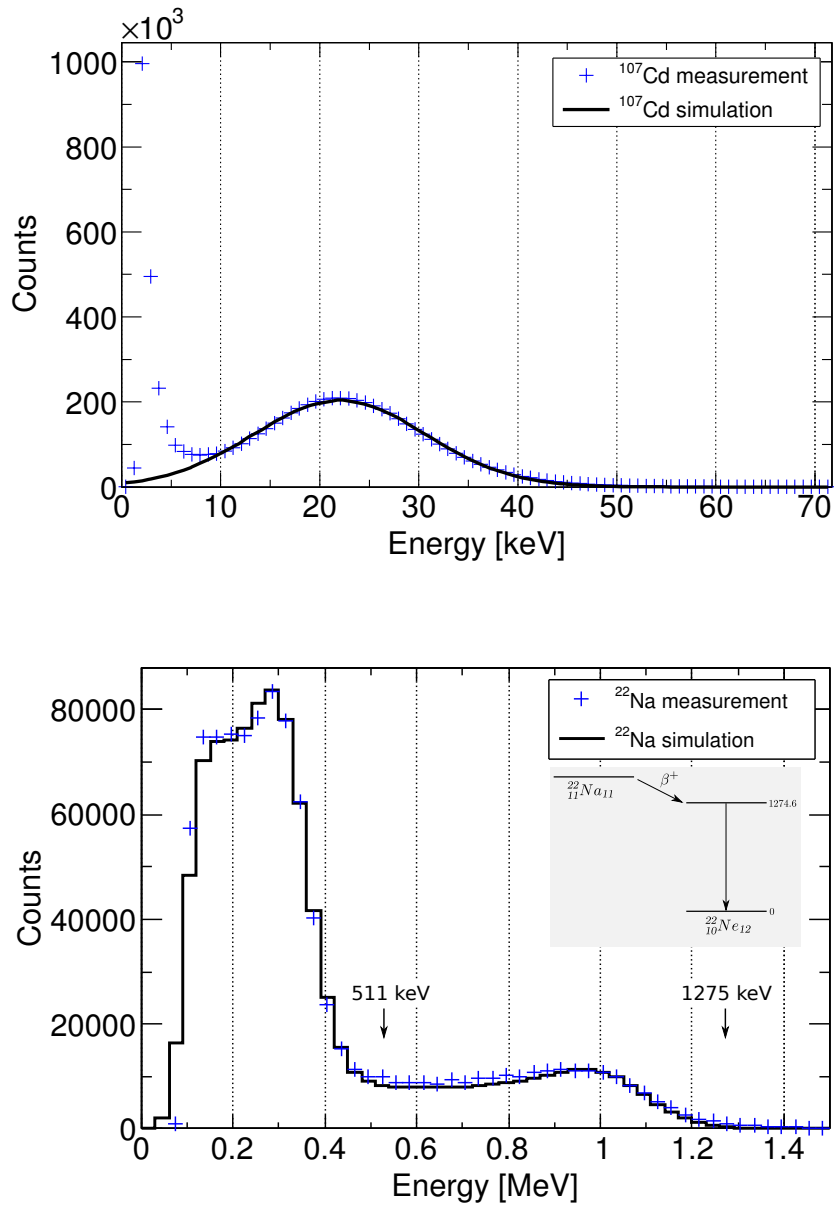 ×10³
1000
800
600
400
200
0
Counts
¹⁰⁷Cd measurement
¹⁰⁷Cd simulation
0 10 20 30 40 50 60 70
Energy [keV]
80000
60000
40000
20000
0
Counts
²²Na measurement
²²Na simulation
²²₁₁Na₁₁
β⁺
1274.6
0
²²₁₀Ne₁₂
511 keV
1275 keV
0 0.2 0.4 0.6 0.8 1 1.2 1.4
Energy [MeV]